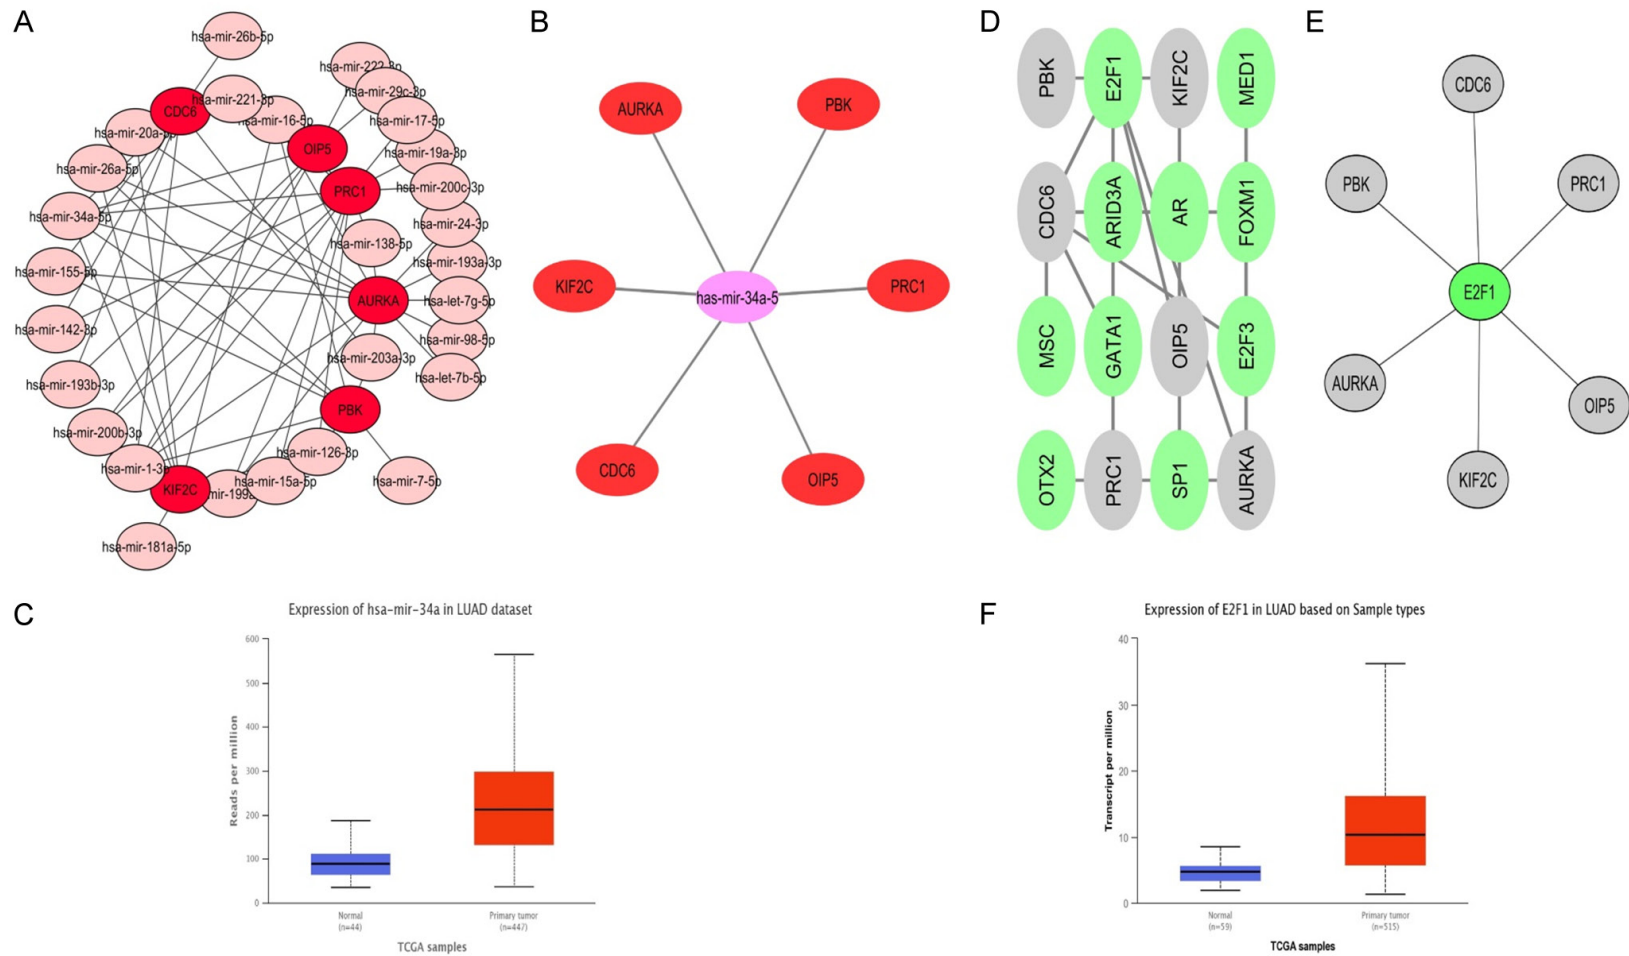 A
hsa-mir-26b-5p
hsa-mir-222-3p
hsa-mir-29c-3p
hsa-mir-221-3p
CDC6
hsa-mir-16-5p
hsa-mir-17-5p
hsa-mir-20a-5p
OIP5
hsa-mir-19a-3p
hsa-mir-26a-5p
PRC1
hsa-mir-200c-3p
hsa-mir-34a-5p
hsa-mir-24-3p
hsa-mir-138-5p
hsa-mir-193a-3p
hsa-mir-155-5p
AURKA
hsa-let-7g-5p
hsa-mir-142-3p
hsa-mir-98-5p
hsa-mir-203a-3p
hsa-let-7b-5p
hsa-mir-193b-3p
PBK
hsa-mir-200b-3p
hsa-mir-126-3p
hsa-mir-1-3p
KIF2C
hsa-mir-15a-5p
hsa-mir-7-5p
hsa-mir-181a-5p
B
AURKA
PBK
KIF2C
has-mir-34a-5
PRC1
CDC6
OIP5
D
PBK
E2F1
KIF2C
MED1
CDC6
ARID3A
AR
FOXM1
MSC
GATA1
OIP5
E2F3
OTX2
PRC1
SP1
AURKA
E
CDC6
PBK
PRC1
E2F1
AURKA
OIP5
KIF2C
C
Expression of hsa-mir-34a in LUAD dataset
Reads per million
600
500
400
300
200
100
0
Normal
(n=44)
Primary tumor
(n=447)
TCGA samples
F
Expression of E2F1 in LUAD based on Sample types
Transcript per million
40
30
20
10
0
Normal
(n=59)
Primary tumor
(n=515)
TCGA samples